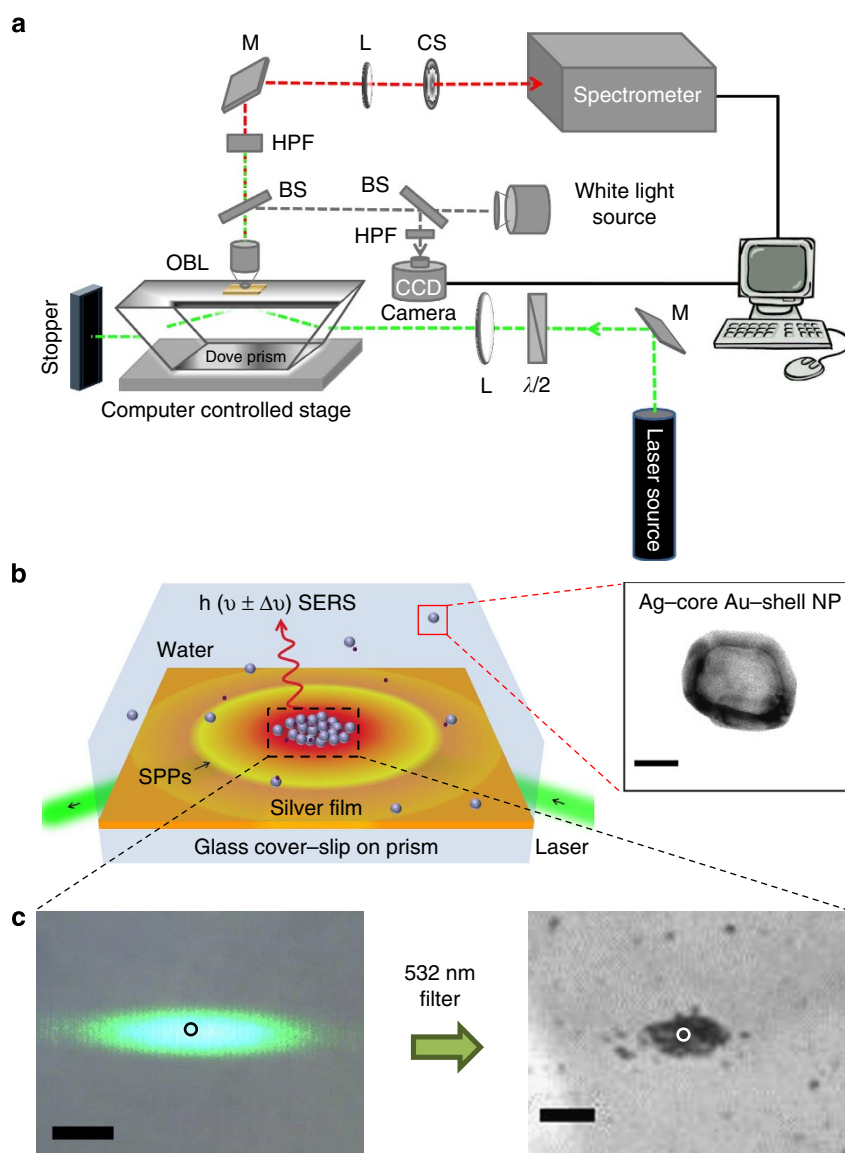 a
M
L
CS
Spectrometer
HPF
BS
BS
White light
source
HPF
OBL
CCD
Camera
M
Stopper
Dove prism
L
λ/2
Computer controlled stage
Laser source
b
h (υ ± Δυ) SERS
Water
Ag–core Au–shell NP
SPPs
Silver film
Glass cover–slip on prism
Laser
c
532 nm
filter